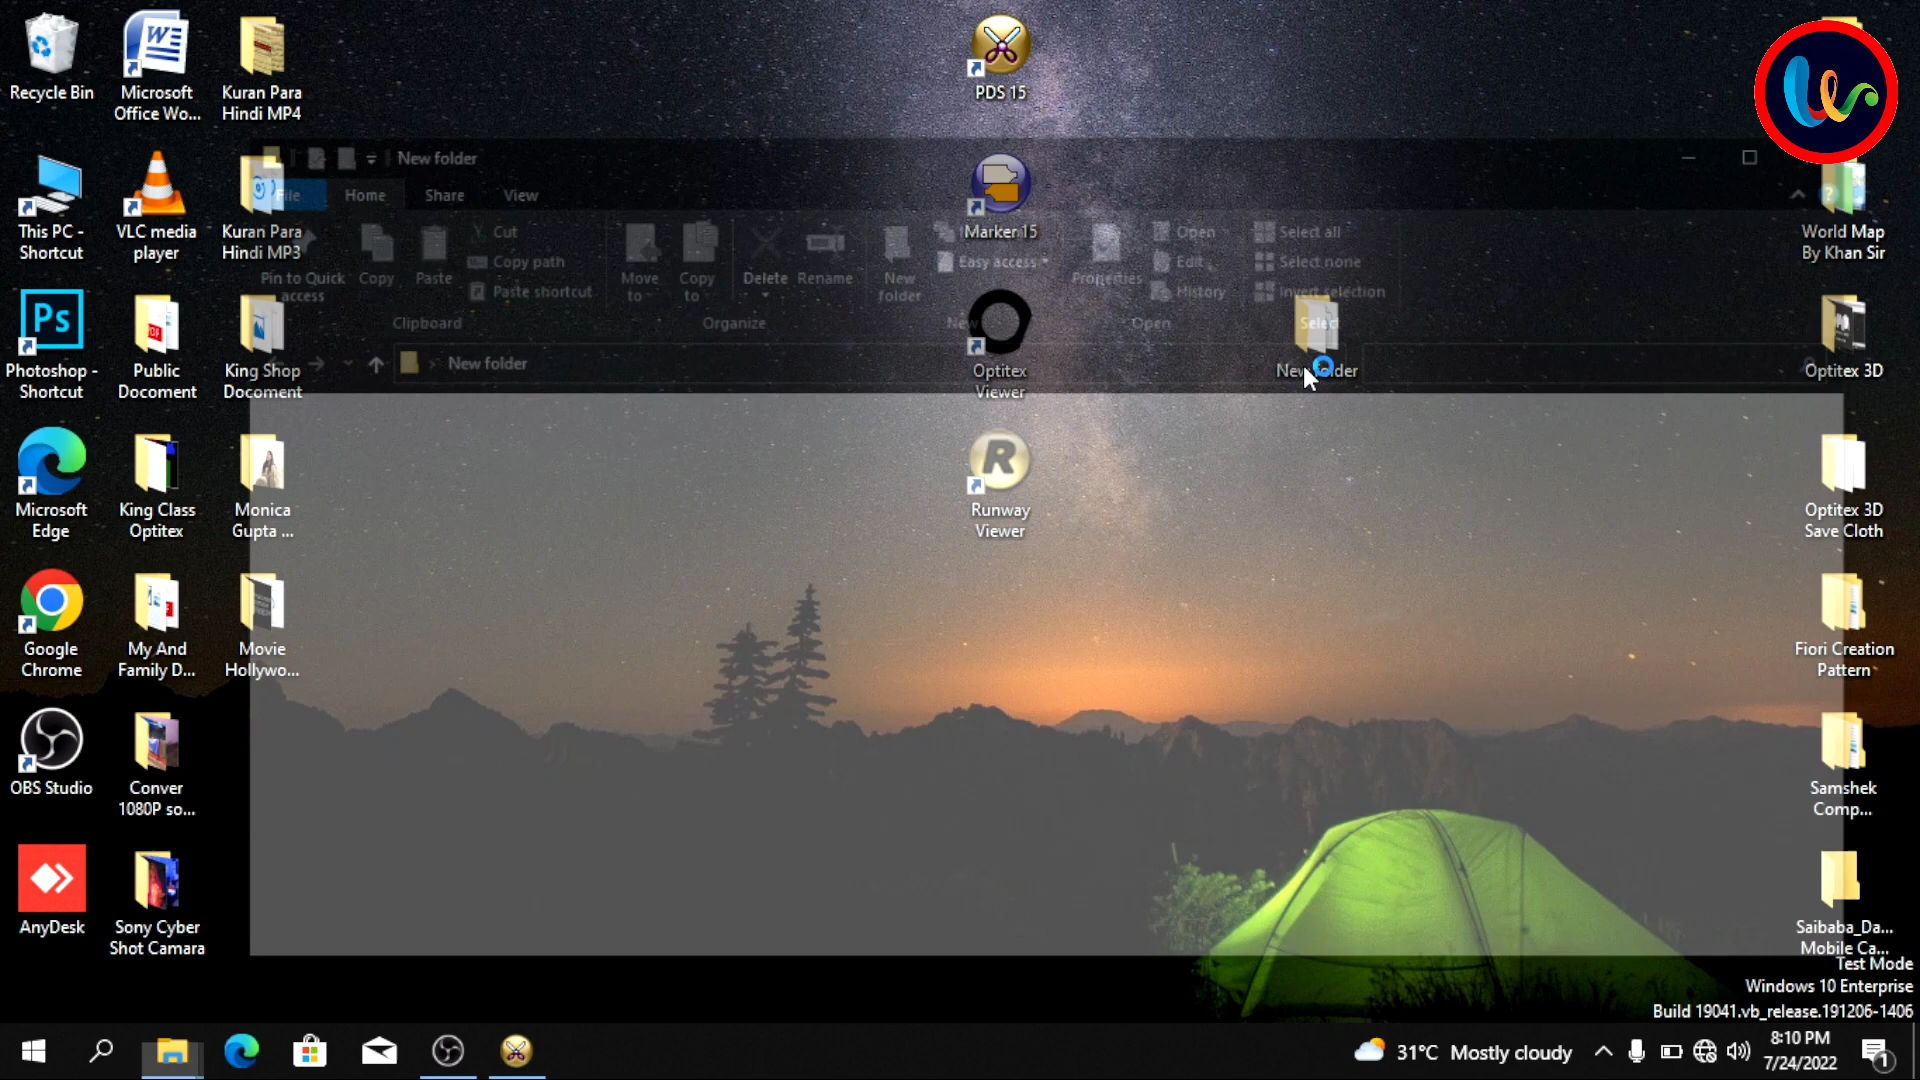 Recycle Bin
Microsoft
Office Wo...
Kuran Para
Hindi MP4
PDS 15
New folder
File
Home
Share
View
This PC -
Shortcut
VLC media
player
Kuran Para
Hindi MP3
Marker 15
World Map
By Khan Sir
Pin to Quick
access
Copy
Paste
Cut
Copy path
Paste shortcut
Move
to
Copy
to
Delete
Rename
New
folder
Easy access
Properties
Open
Edit
History
Select all
Select none
Invert selection
Clipboard
Organize
New
Open
Select
New folder
Ps
Photoshop -
Shortcut
Public
Document
King Shop
Document
Optitex
Viewer
New folder
Optitex 3D
Microsoft
Edge
King Class
Optitex
Monica
Gupta ...
R
Runway
Viewer
Optitex 3D
Save Cloth
Google
Chrome
My And
Family D...
Movie
Hollywo...
Fiori Creation
Pattern
OBS Studio
Conver
1080P so...
Samshek
Comp...
AnyDesk
Sony Cyber
Shot Camara
Saibaba_Da...
Mobile Ca...
Test Mode
Windows 10 Enterprise
Build 19041.vb_release.191206-1406
31°C Mostly cloudy
8:10 PM
7/24/2022
1